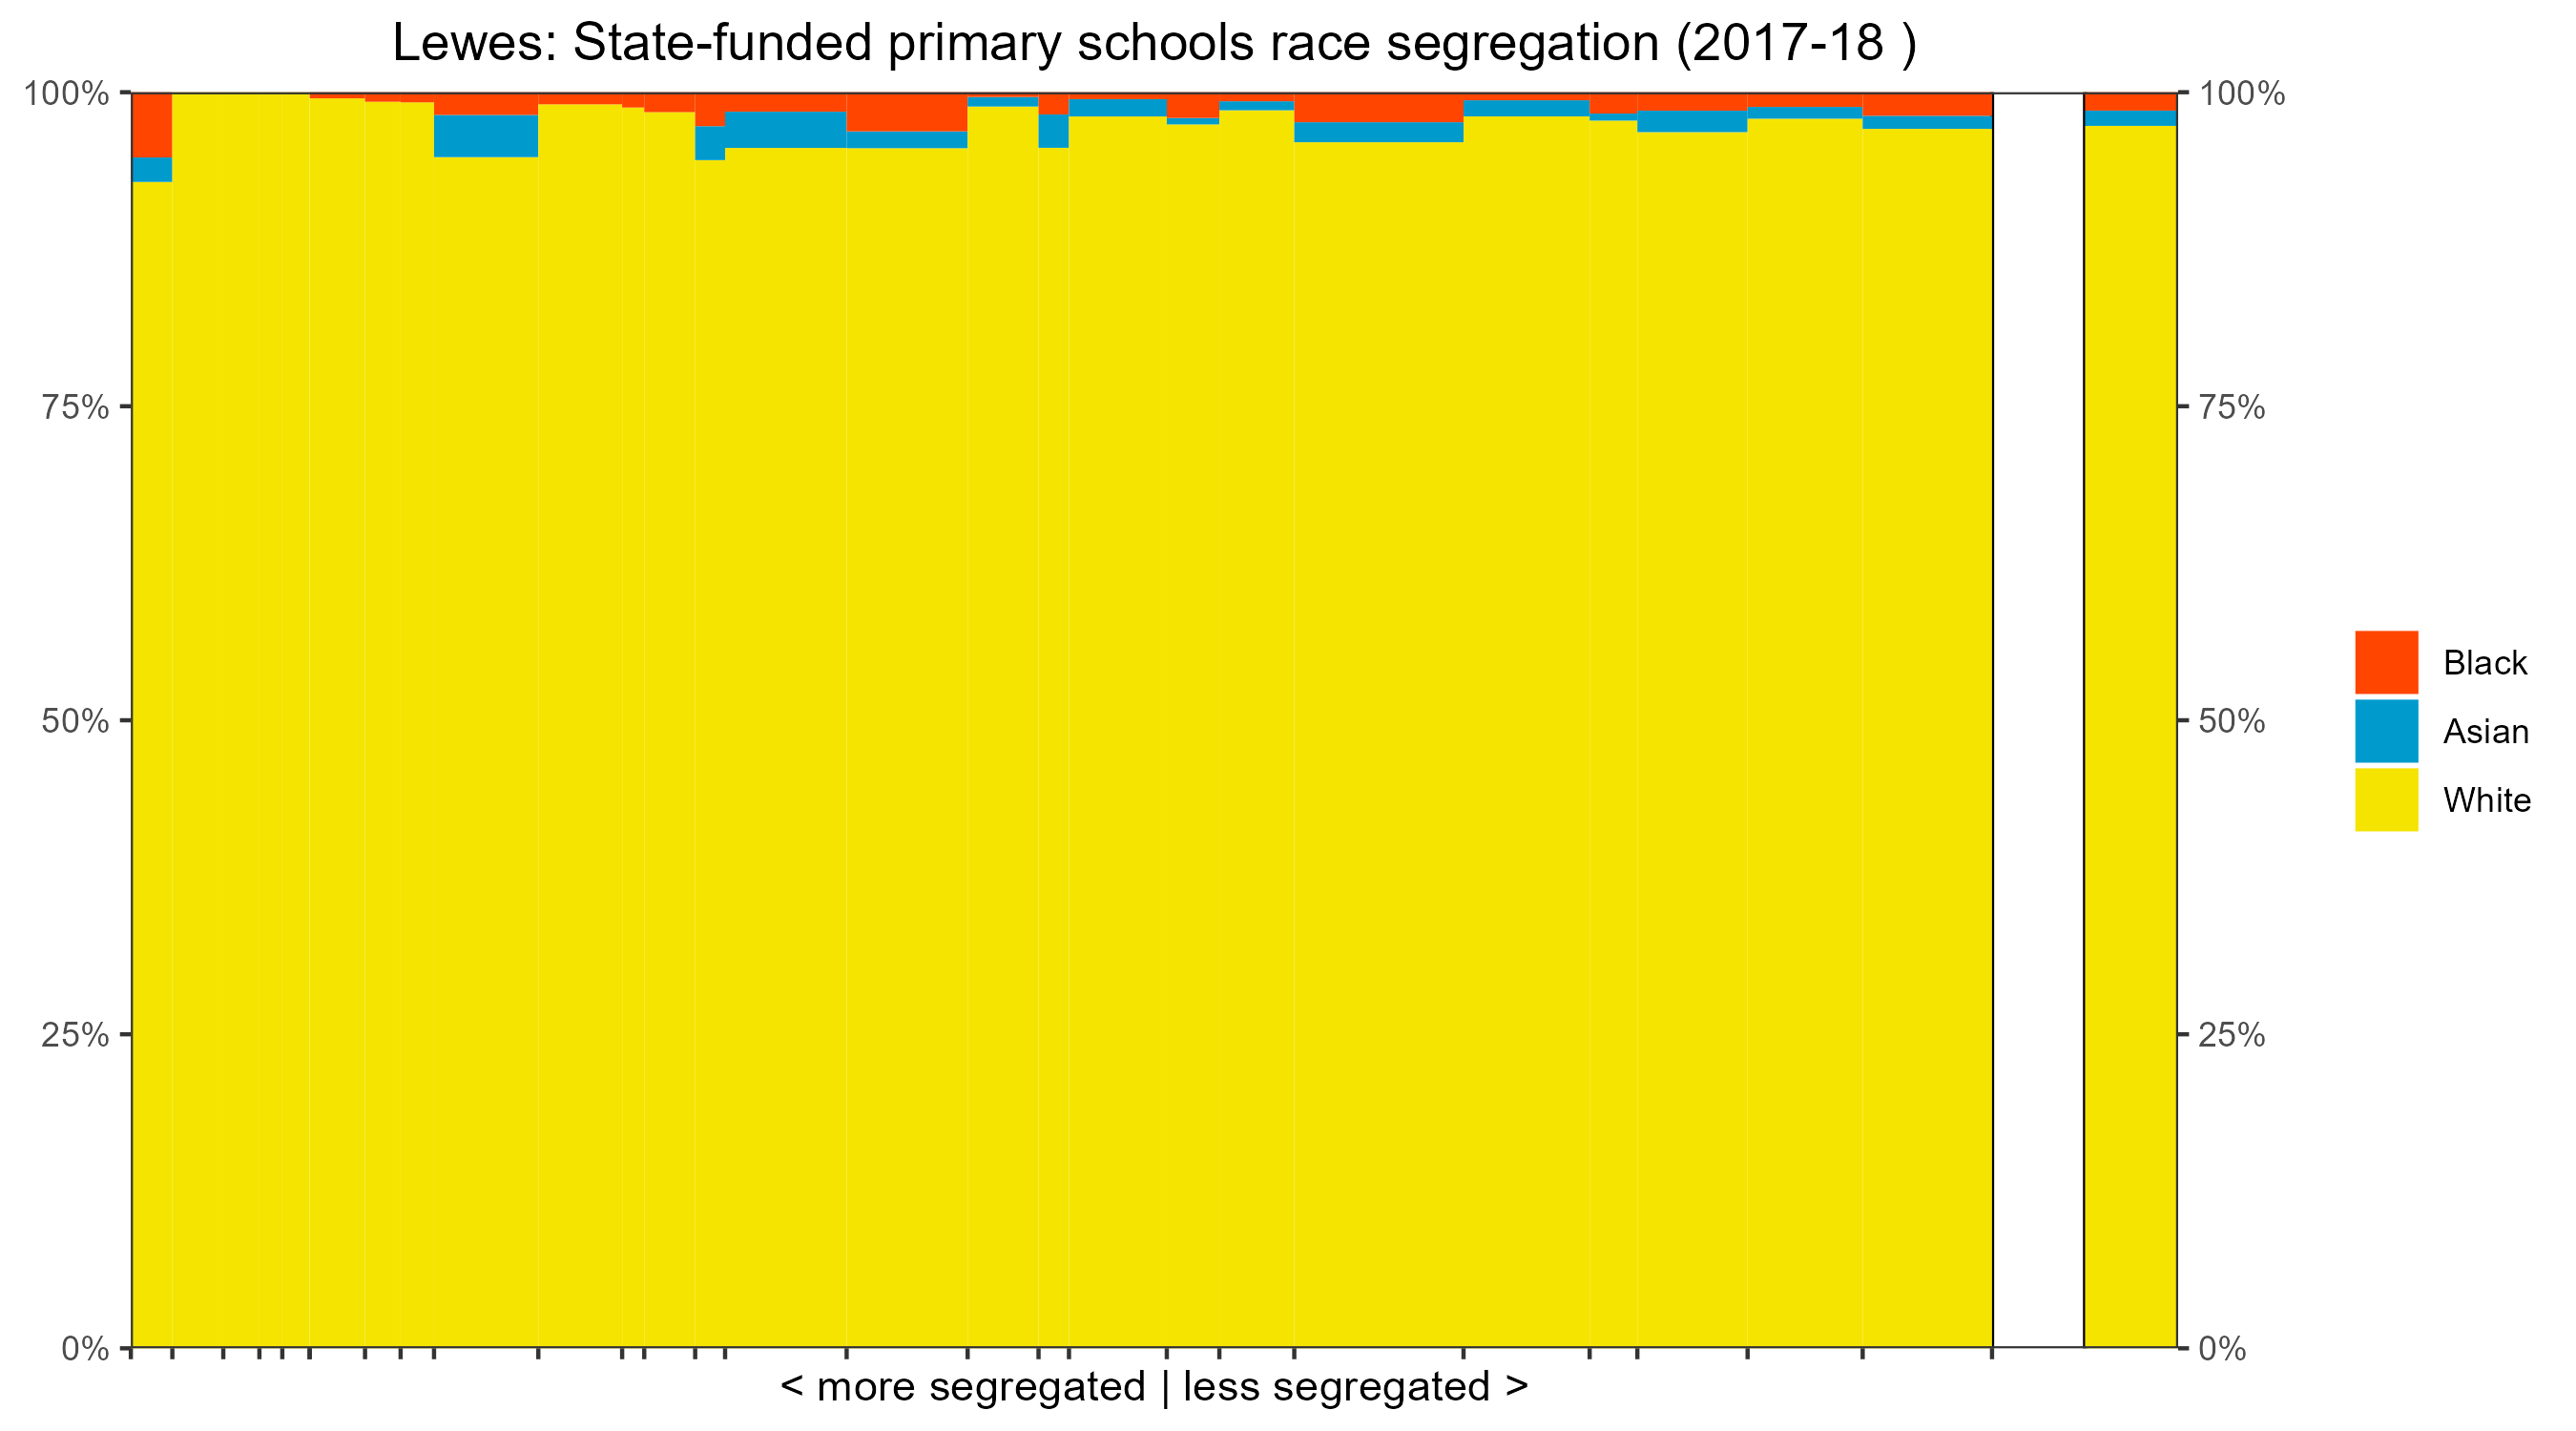 Lewes: State-funded primary schools race segregation (2017-18 )
100%
75%
50%
25%
0%
100%
75%
50%
25%
0%
< more segregated | less segregated >
Black
Asian
White